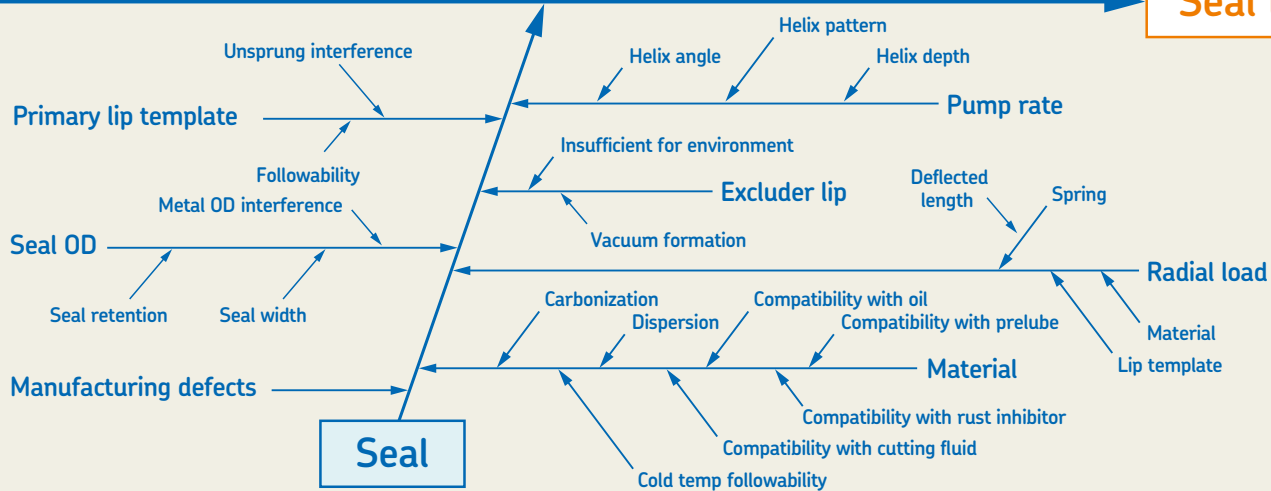 Seal
Helix pattern
Unsprung interference
Helix angle
Helix depth
Primary lip template
Pump rate
Insufficient for environment
Followability
Deflected
length
Spring
Excluder lip
Metal OD interference
Vacuum formation
Seal OD
Radial load
Seal retention
Seal width
Carbonization
Compatibility with oil
Dispersion
Compatibility with prelube
Material
Lip template
Manufacturing defects
Material
Compatibility with rust inhibitor
Seal
Compatibility with cutting fluid
Cold temp followability